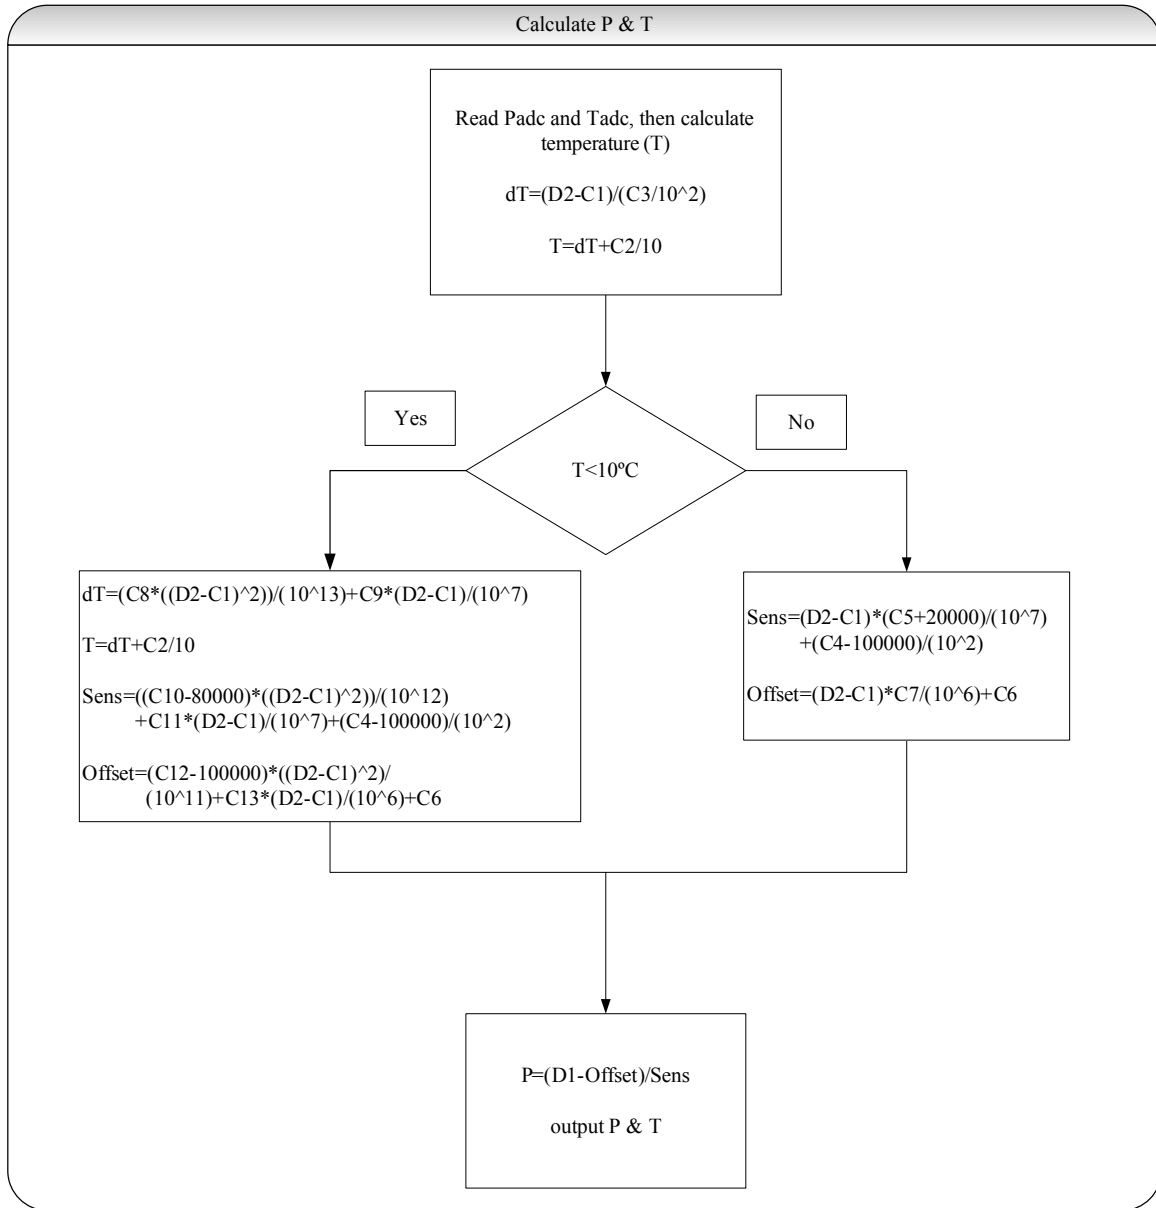 Calculate P & T
Read Padc and Tadc, then calculate
temperature (T)
dT=(D2-C1)/(C3/10^2)
T=dT+C2/10
Yes
No
T<10ºC
dT=(C8*((D2-C1)^2))/(10^13)+C9*(D2-C1)/(10^7)
T=dT+C2/10
Sens=((C10-80000)*((D2-C1)^2))/(10^12)
+C11*(D2-C1)/(10^7)+(C4-100000)/(10^2)
Offset=(C12-100000)*((D2-C1)^2)/
(10^11)+C13*(D2-C1)/(10^6)+C6
Sens=(D2-C1)*(C5+20000)/(10^7)
+(C4-100000)/(10^2)
Offset=(D2-C1)*C7/(10^6)+C6
P=(D1-Offset)/Sens
output P & T